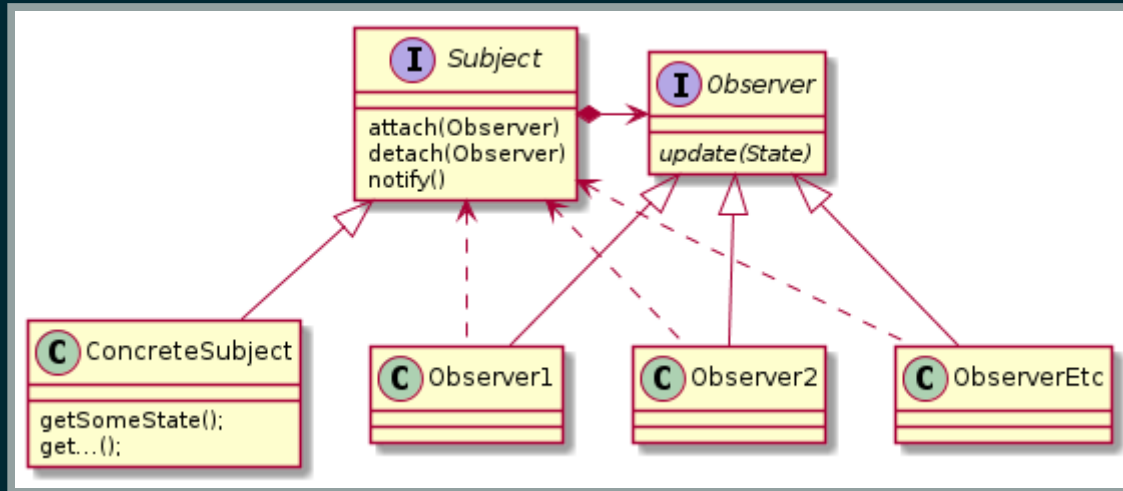 I Subject
attach(Observer)
detach(Observer)
notify()
I Observer
update(State)
C ConcreteSubject
getSomeState();
get...();
C Observer1
C Observer2
C ObserverEtc